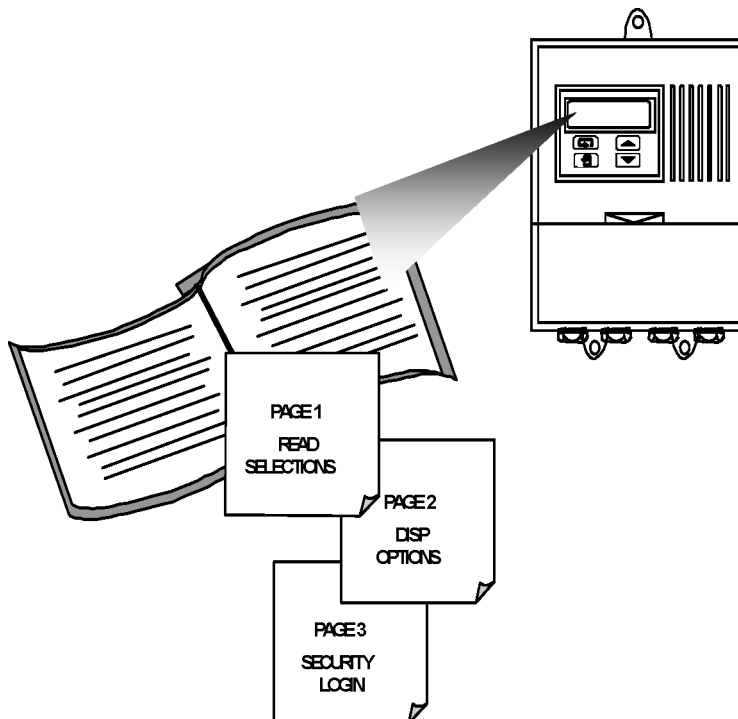 PAGE 1
READ
SELECTIONS
PAGE 2
DISP
OPTIONS
PAGE 3
SECURITY
LOGIN